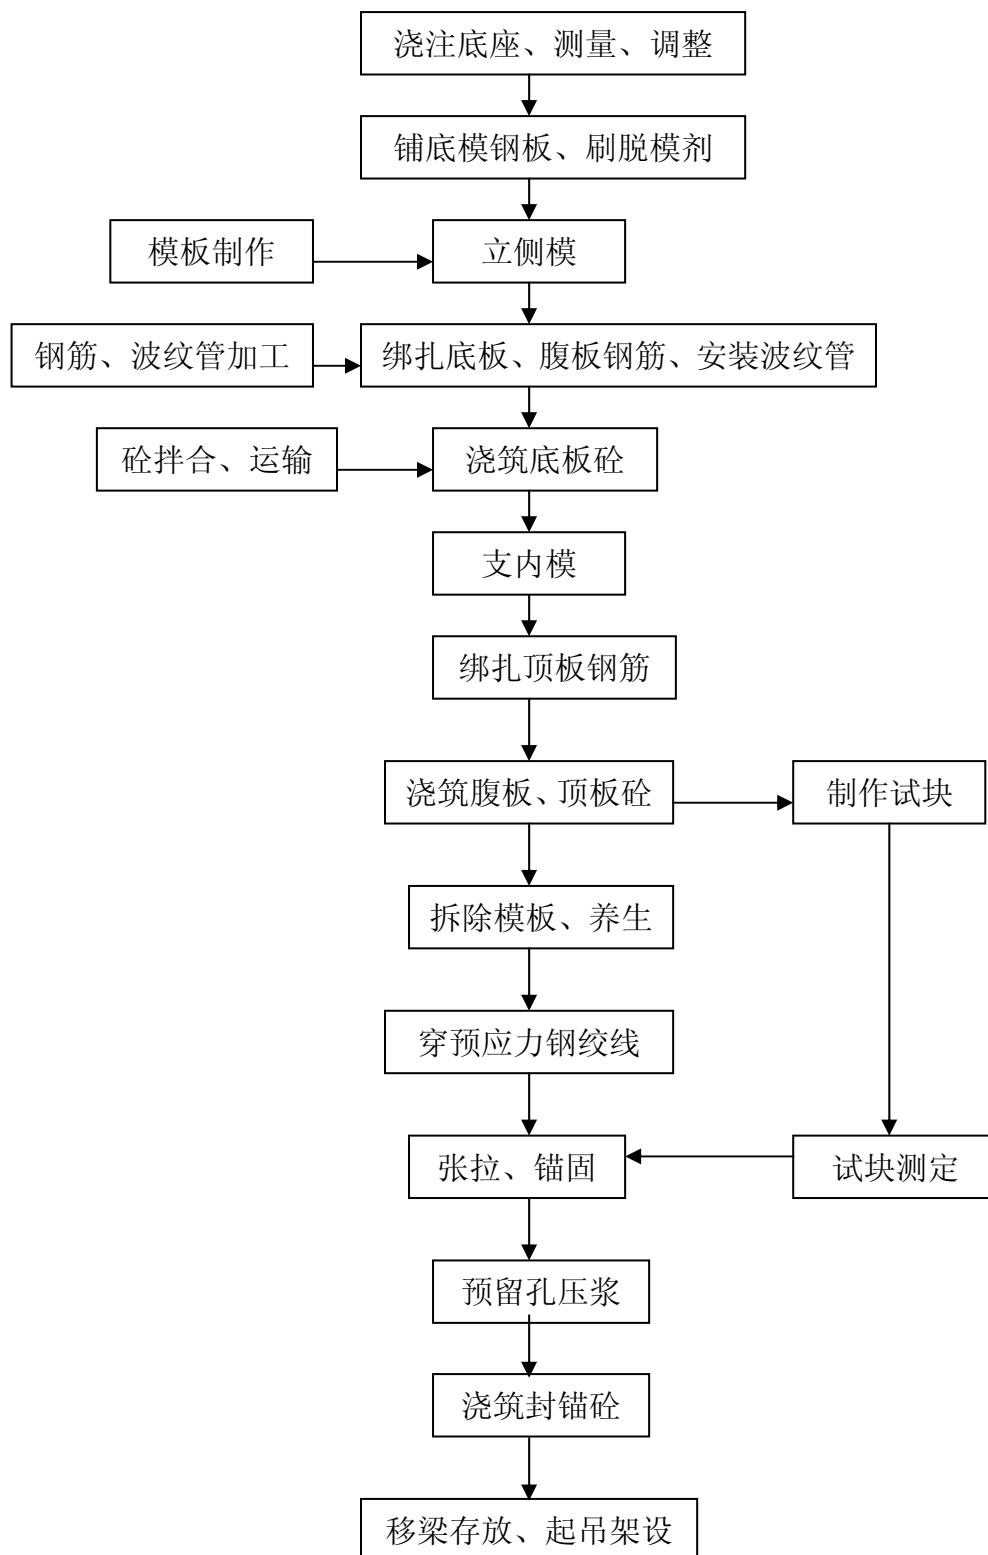 浇注底座、测量、调整
铺底模钢板、刷脱模剂
模板制作
立侧模
钢筋、波纹管加工
绑扎底板、腹板钢筋、安装波纹管
砼拌合、运输
浇筑底板砼
支内模
绑扎顶板钢筋
浇筑腹板、顶板砼
制作试块
拆除模板、养生
穿预应力钢绞线
张拉、锚固
试块测定
预留孔压浆
浇筑封锚砼
移梁存放、起吊架设